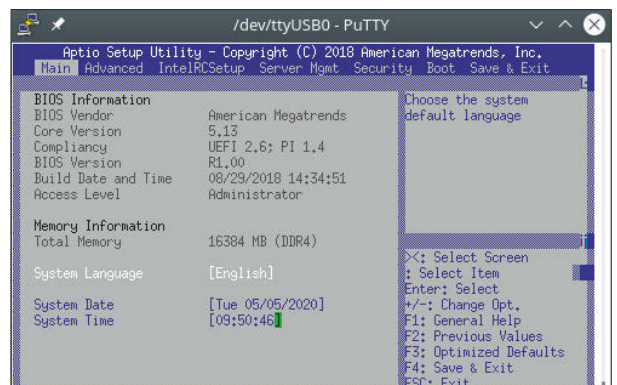 /dev/ttyUSB0 - PuTTY
Aptio Setup Utility - Copyright (C) 2018 American Megatrends, Inc.
Main Advanced IntelRCSetup Server Mgmt Security Boot Save & Exit
BIOS Information
BIOS Vendor American Megatrends
Core Version 5.13
Compliancy UEFI 2.6; PI 1.4
BIOS Version R1.00
Build Date and Time 08/29/2018 14:34:51
Access Level Administrator
Memory Information
Total Memory 16384 MB (DDR4)
System Language [English]
System Date [Tue 05/05/2020]
System Time [09:50:46]
Choose the system
default language
><: Select Screen
: Select Item
Enter: Select
+/-: Change Opt.
F1: General Help
F2: Previous Values
F3: Optimized Defaults
F4: Save & Exit
ESC: Exit